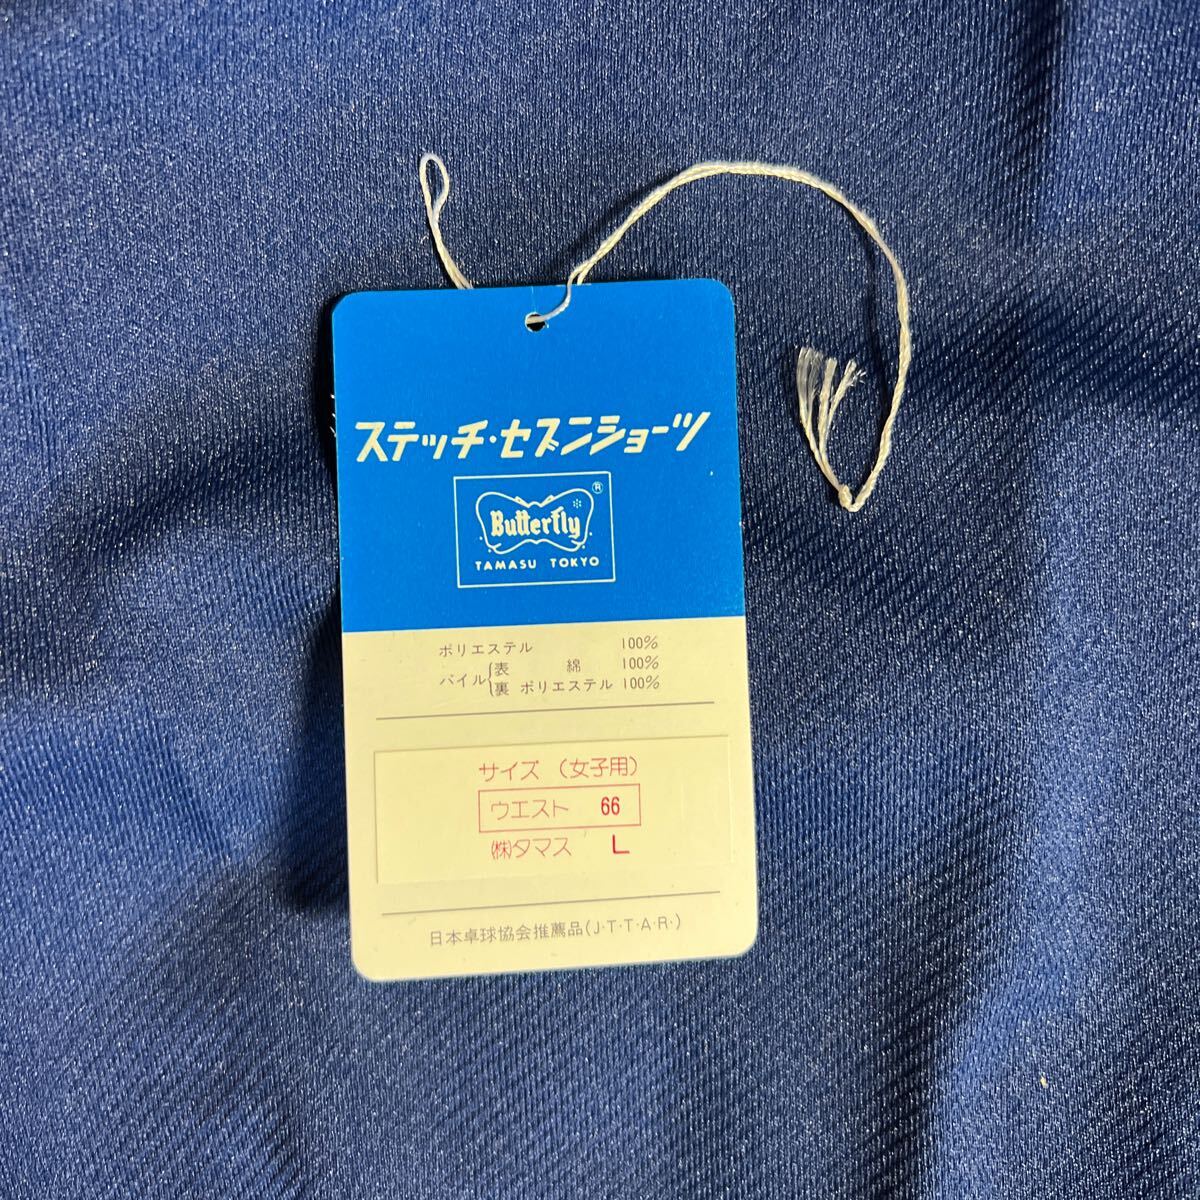 ステッチ・セブンショーツ
Butterfly ®
TAMASU TOKYO
ポリエステル 100%
パイル{表 綿 100%
裏 ポリエステル 100%
サイズ (女子用)
ウエスト 66
㈱タマス L
日本卓球協会推薦品(J・T・T・A・R・)